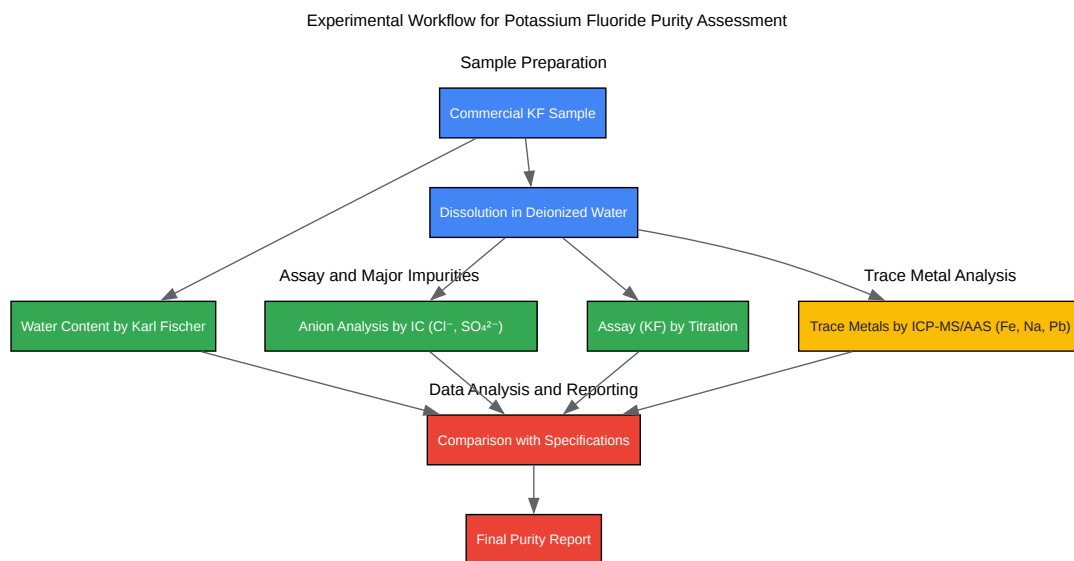 Experimental Workflow for Potassium Fluoride Purity Assessment
Sample Preparation
Commercial KF Sample
Dissolution in Deionized Water
Assay and Major Impurities
Trace Metal Analysis
Water Content by Karl Fischer
Anion Analysis by IC (Cl⁻, SO₄²⁻)
Assay (KF) by Titration
Trace Metals by ICP-MS/AAS (Fe, Na, Pb)
Data Analysis and Reporting
Comparison with Specifications
Final Purity Report